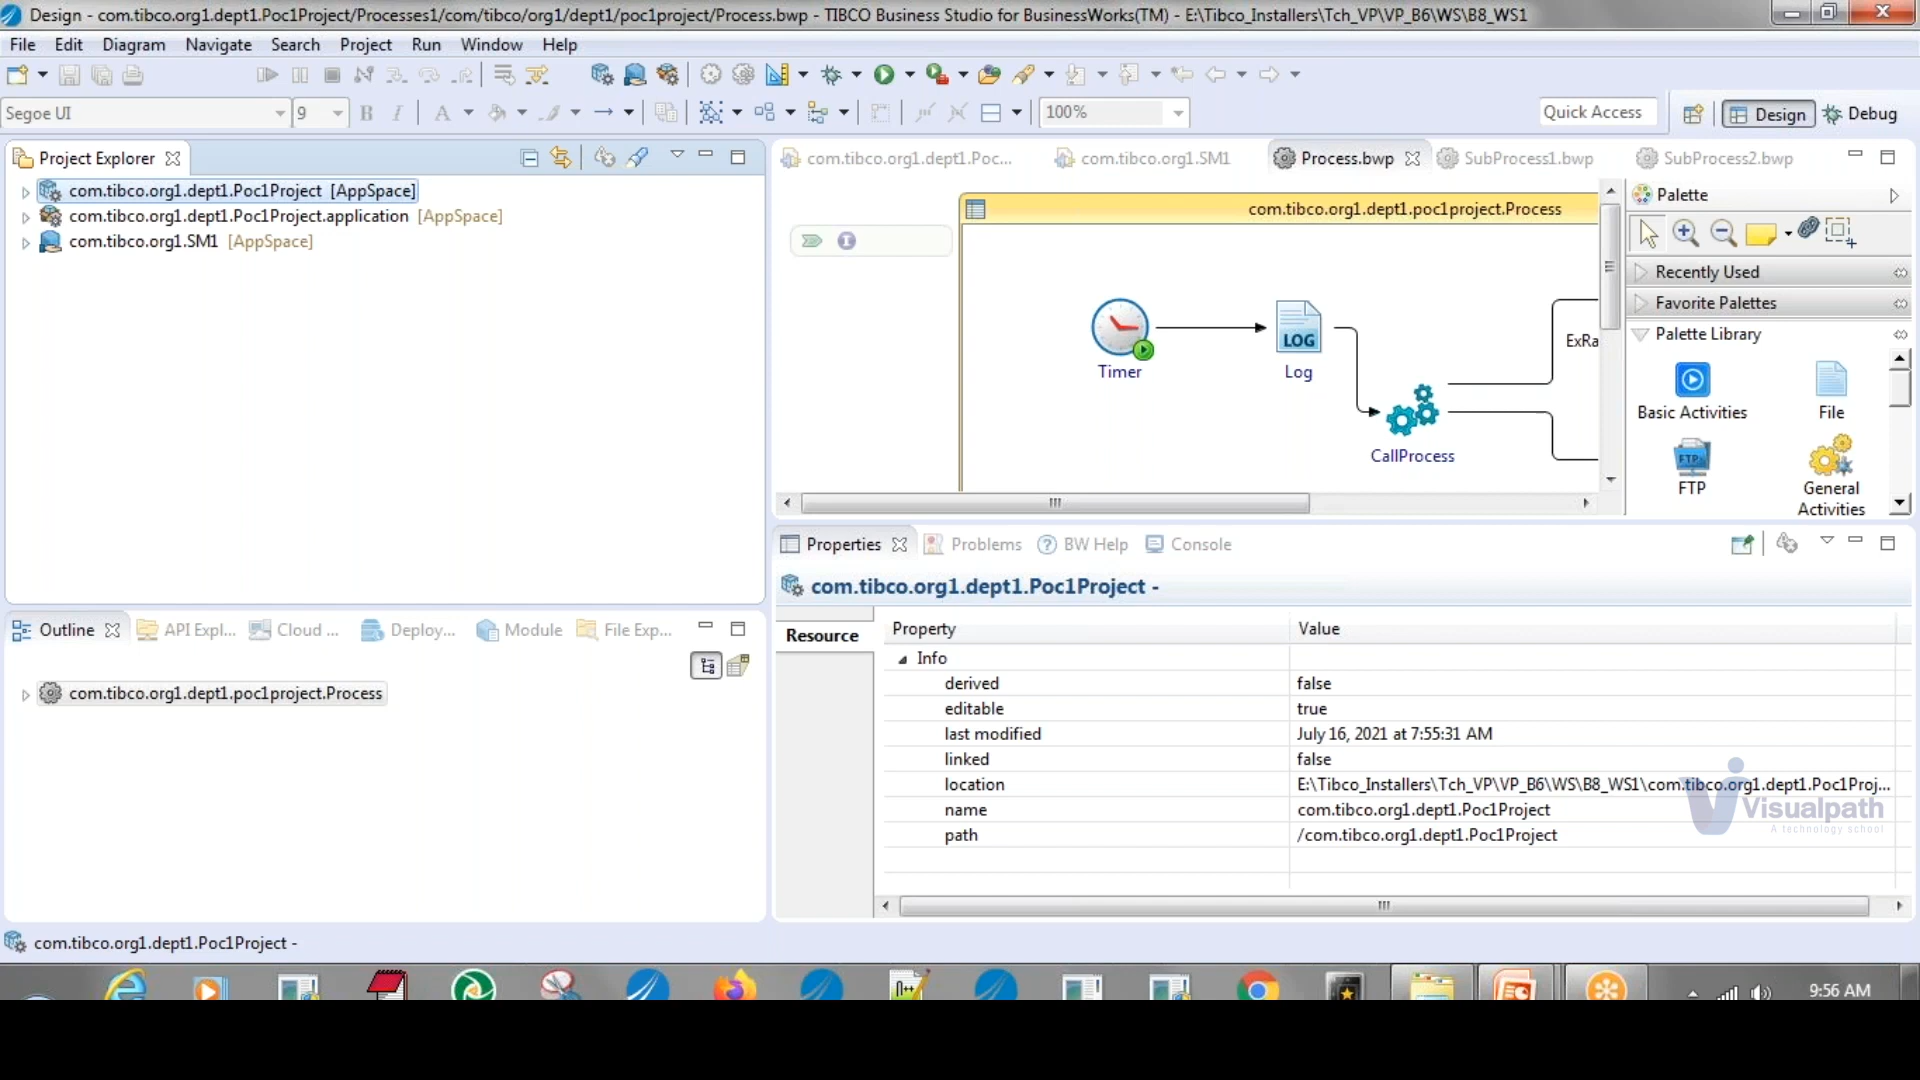 Design - com.tibco.org1.dept1.Poc1Project/Processes1/com/tibco/org1/dept1/poc1project/Process.bwp - TIBCO Business Studio for BusinessWorks(TM) - E:\Tibco_Installers\Tch_VP\VP_B6\WS\B8_WS1
File Edit Diagram Navigate Search Project Run Window Help
Segoe UI 9 B I A 100% Quick Access Design Debug
Project Explorer
com.tibco.org1.dept1.Poc1Project [AppSpace]
com.tibco.org1.dept1.Poc1Project.application [AppSpace]
com.tibco.org1.SM1 [AppSpace]
com.tibco.org1.dept1.Poc... com.tibco.org1.SM1 Process.bwp SubProcess1.bwp SubProcess2.bwp
com.tibco.org1.dept1.poc1project.Process
LOG
Timer
Log
CallProcess
ExRa
Palette
Recently Used
Favorite Palettes
Palette Library
Basic Activities
File
FTP
FTP
General Activities
Outline API Expl... Cloud ... Deploy... Module File Exp...
com.tibco.org1.dept1.poc1project.Process
Properties Problems BW Help Console
com.tibco.org1.dept1.Poc1Project -
Resource
Property Value
Info
derived false
editable true
last modified July 16, 2021 at 7:55:31 AM
linked false
location E:\Tibco_Installers\Tch_VP\VP_B6\WS\B8_WS1\com.tibco.org1.dept1.Poc1Proj...
name com.tibco.org1.dept1.Poc1Project
path /com.tibco.org1.dept1.Poc1Project
Visualpath
A technology school
com.tibco.org1.dept1.Poc1Project -
9:56 AM